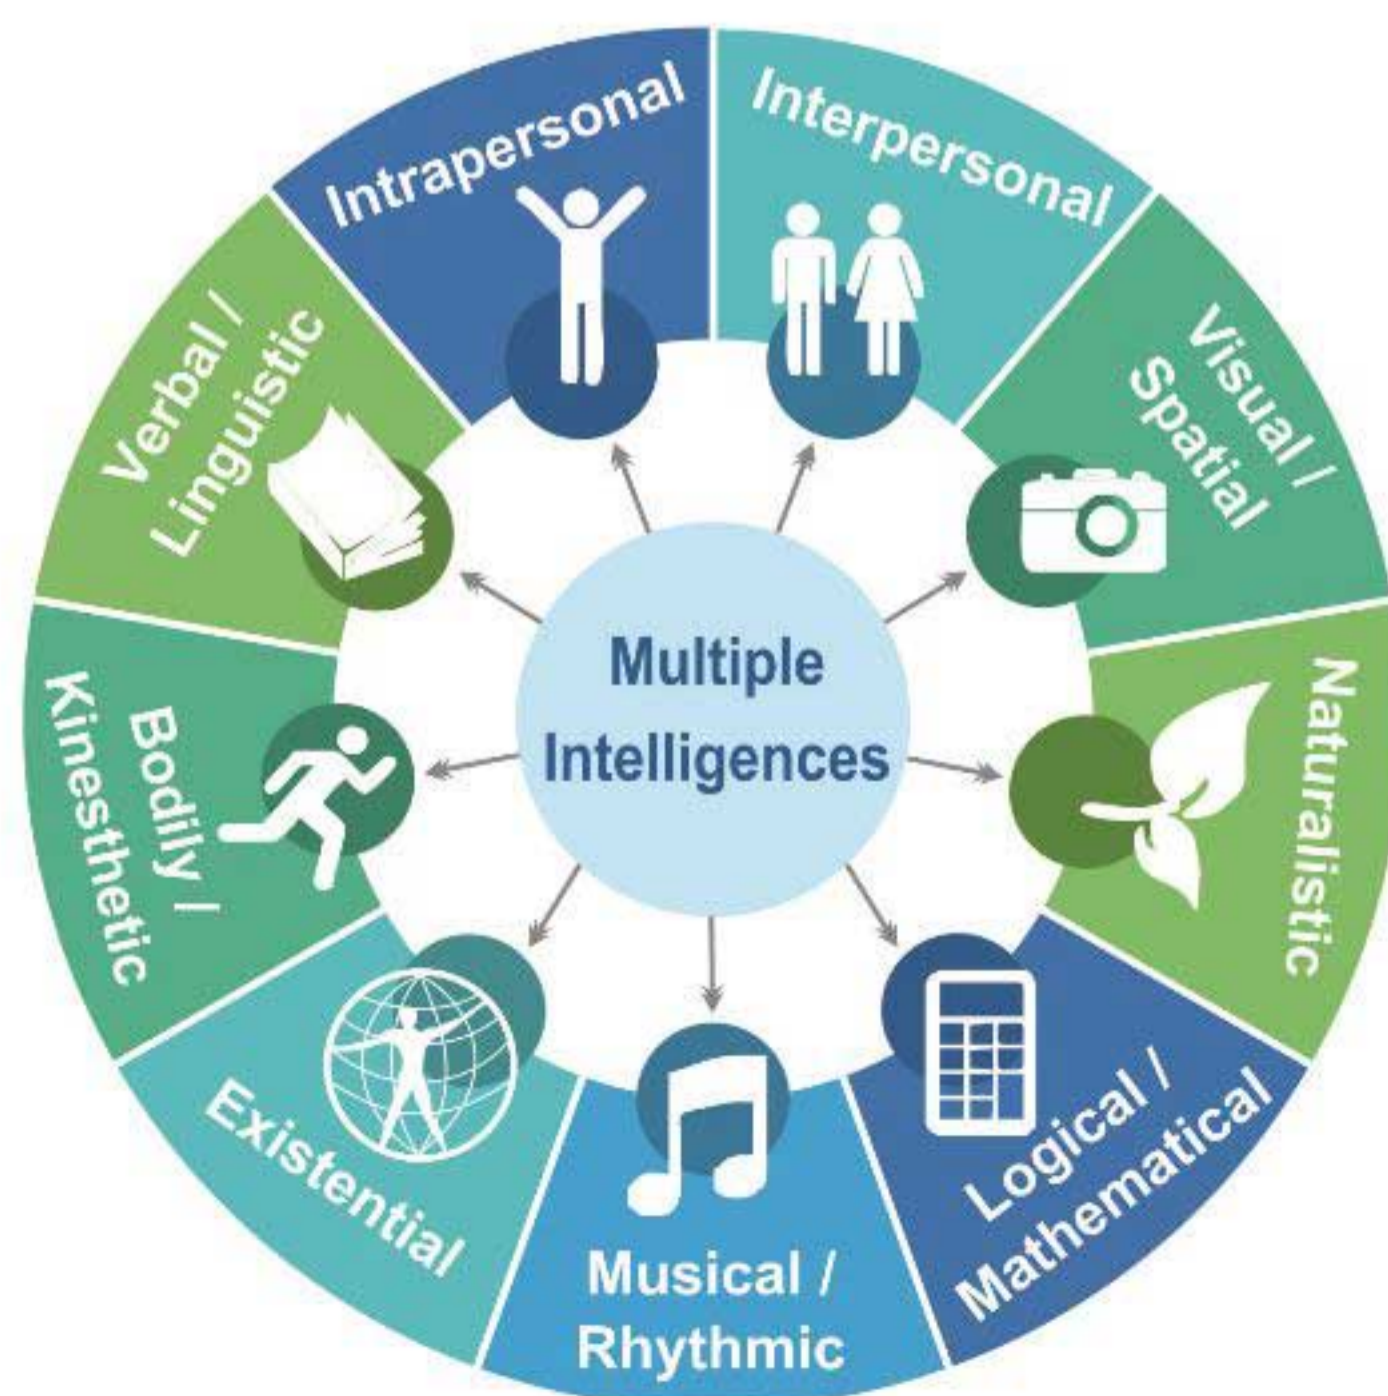 Intrapersonal
Interpersonal
Visual /
Spatial
Naturalistic
Logical /
Mathematical
Musical /
Rhythmic
Existential
Bodily /
Kinesthetic
Verbal /
Linguistic
Multiple
Intelligences